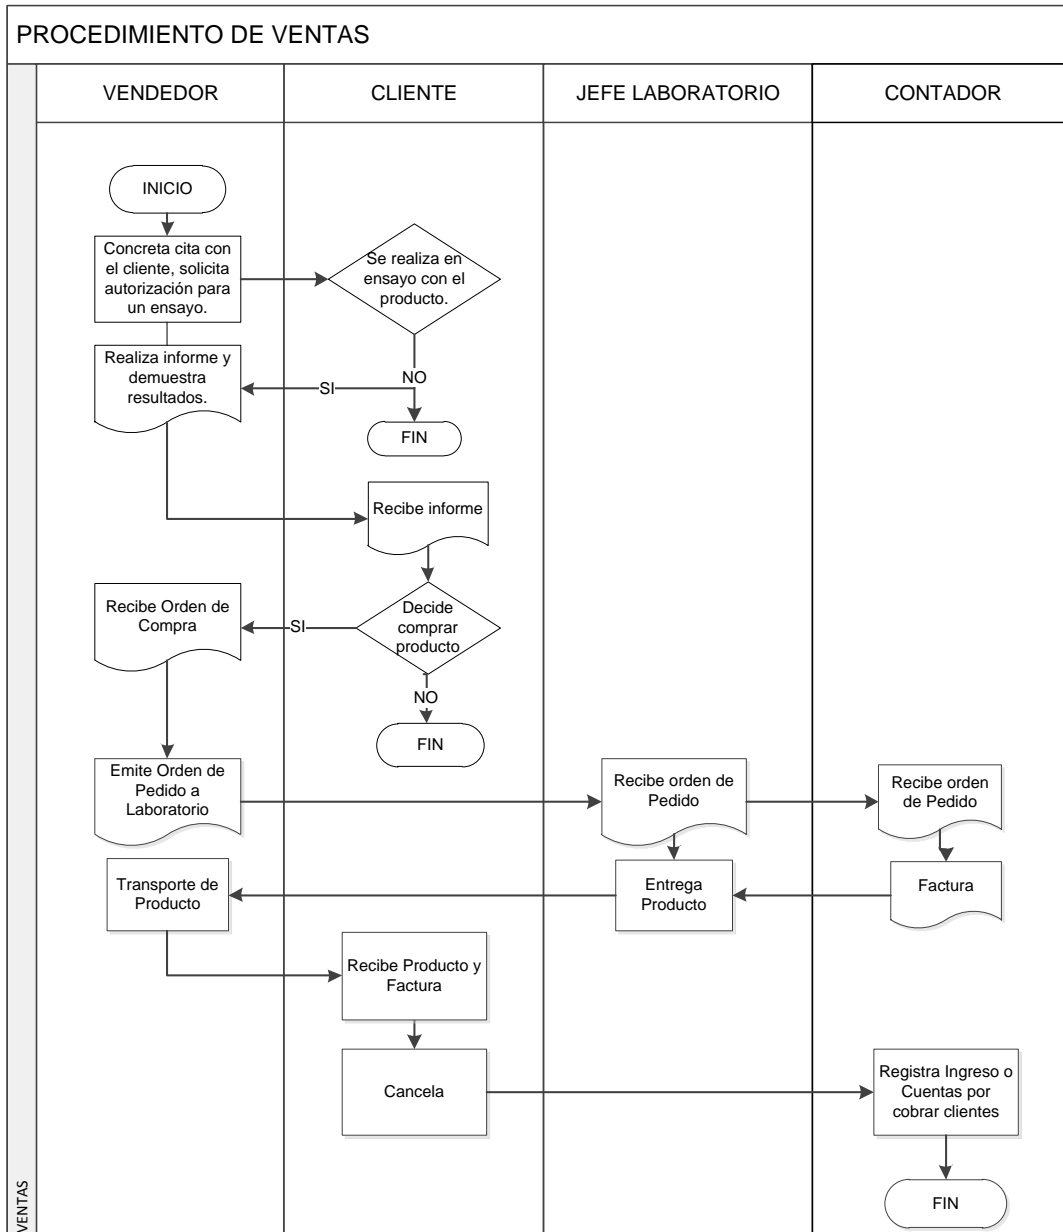 PROCEDIMIENTO DE VENTAS
VENDEDOR
CLIENTE
JEFE LABORATORIO
CONTADOR
INICIO
Concreta cita con
el cliente, solicita
autorización para
un ensayo.
Se realiza en
ensayo con el
producto.
Realiza informe y
demuestra
resultados.
SI
NO
FIN
Recibe informe
Recibe Orden de
Compra
SI
Decide
comprar
producto
NO
FIN
Emite Orden de
Pedido a
Laboratorio
Recibe orden de
Pedido
Recibe orden
de Pedido
Transporte de
Producto
Entrega
Producto
Factura
Recibe Producto y
Factura
Cancela
Registra Ingreso o
Cuentas por
cobrar clientes
FIN
VENTAS